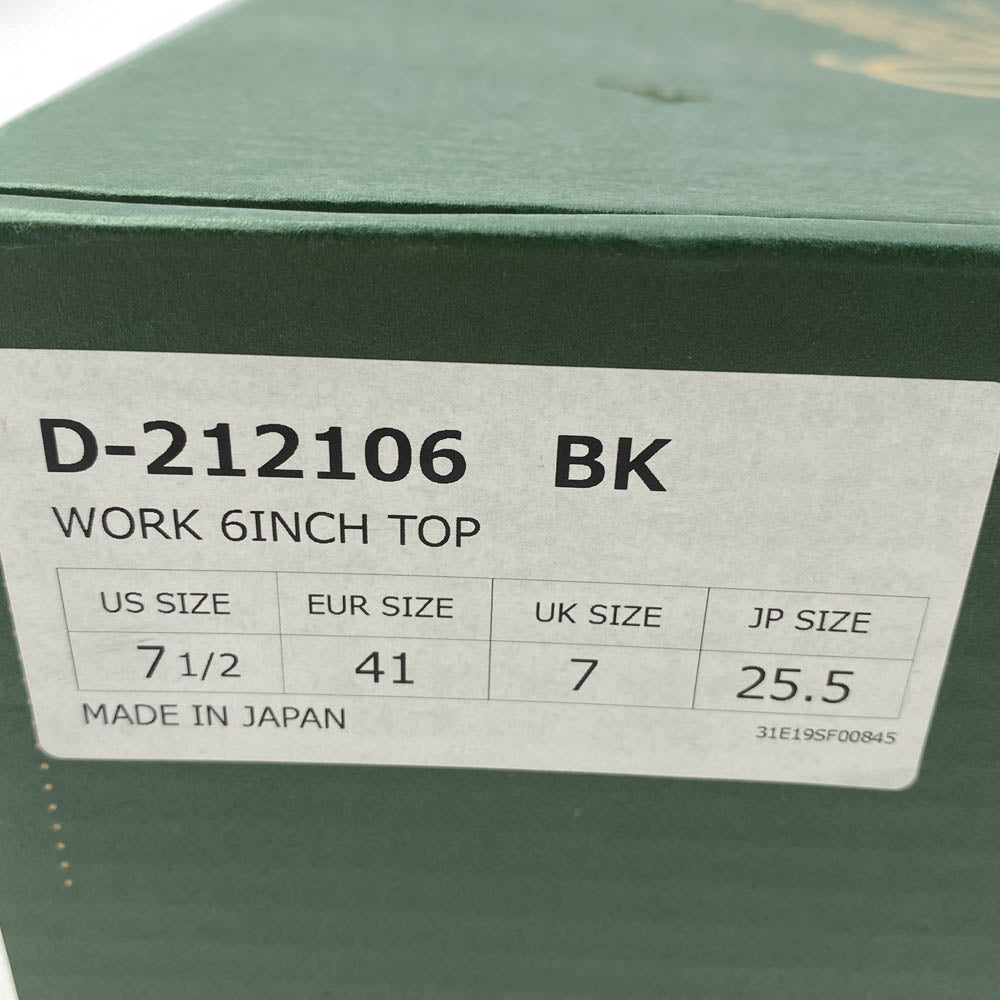 D-212106 BK
WORK 6INCH TOP
US SIZE EUR SIZE UK SIZE JP SIZE
7 1/2 41 7 25.5
MADE IN JAPAN
31E19SF00845